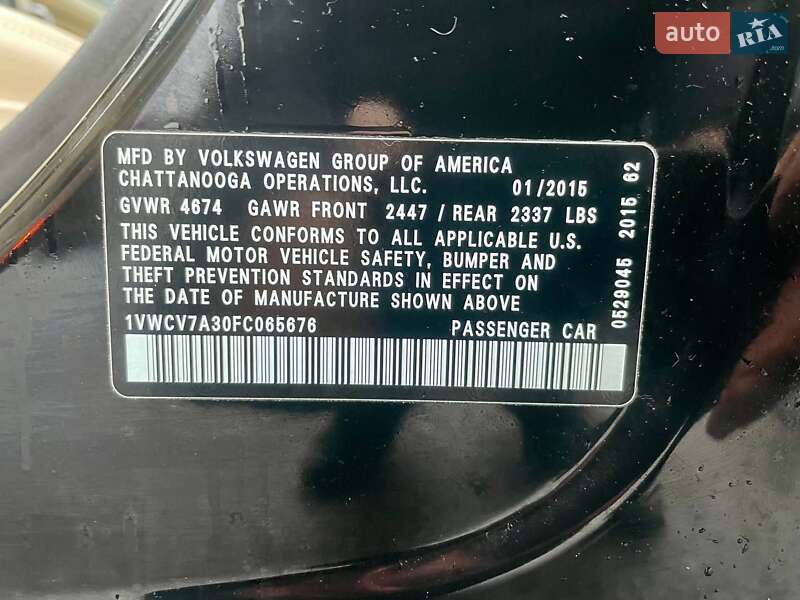 auto RIA.com
MFD BY VOLKSWAGEN GROUP OF AMERICA
CHATTANOOGA OPERATIONS, LLC. 01/2015
GVWR 4674 GAWR FRONT 2447 / REAR 2337 LBS
THIS VEHICLE CONFORMS TO ALL APPLICABLE U.S.
FEDERAL MOTOR VEHICLE SAFETY, BUMPER AND
THEFT PREVENTION STANDARDS IN EFFECT ON
THE DATE OF MANUFACTURE SHOWN ABOVE
1VWCV7A30FC065676 PASSENGER CAR
0529045 2015 62